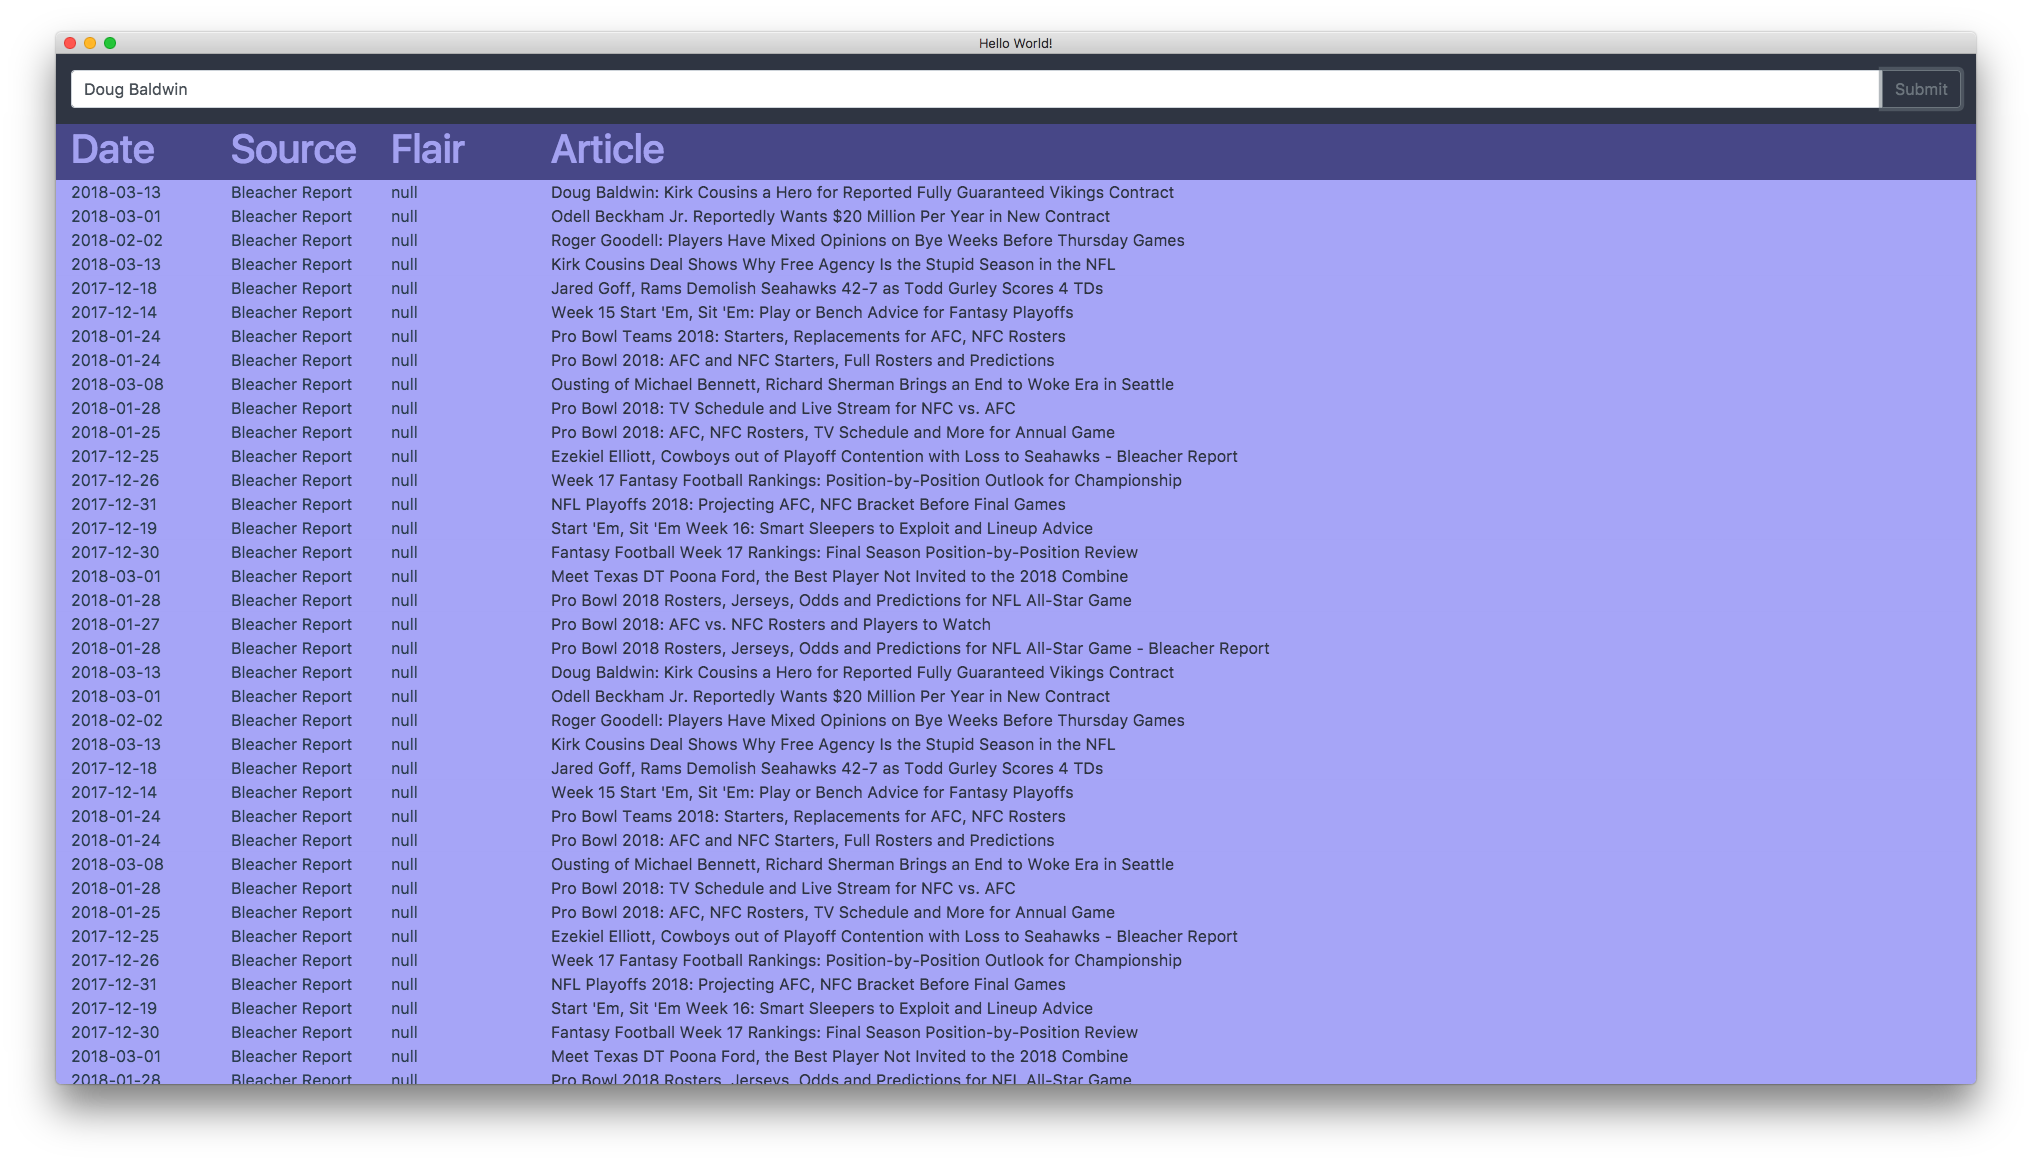 Hello World!
Doug Baldwin Submit
Date Source Flair Article
2018-03-13 Bleacher Report null Doug Baldwin: Kirk Cousins a Hero for Reported Fully Guaranteed Vikings Contract
2018-03-01 Bleacher Report null Odell Beckham Jr. Reportedly Wants $20 Million Per Year in New Contract
2018-02-02 Bleacher Report null Roger Goodell: Players Have Mixed Opinions on Bye Weeks Before Thursday Games
2018-03-13 Bleacher Report null Kirk Cousins Deal Shows Why Free Agency Is the Stupid Season in the NFL
2017-12-18 Bleacher Report null Jared Goff, Rams Demolish Seahawks 42-7 as Todd Gurley Scores 4 TDs
2017-12-14 Bleacher Report null Week 15 Start 'Em, Sit 'Em: Play or Bench Advice for Fantasy Playoffs
2018-01-24 Bleacher Report null Pro Bowl Teams 2018: Starters, Replacements for AFC, NFC Rosters
2018-01-24 Bleacher Report null Pro Bowl 2018: AFC and NFC Starters, Full Rosters and Predictions
2018-03-08 Bleacher Report null Ousting of Michael Bennett, Richard Sherman Brings an End to Woke Era in Seattle
2018-01-28 Bleacher Report null Pro Bowl 2018: TV Schedule and Live Stream for NFC vs. AFC
2018-01-25 Bleacher Report null Pro Bowl 2018: AFC, NFC Rosters, TV Schedule and More for Annual Game
2017-12-25 Bleacher Report null Ezekiel Elliott, Cowboys out of Playoff Contention with Loss to Seahawks - Bleacher Report
2017-12-26 Bleacher Report null Week 17 Fantasy Football Rankings: Position-by-Position Outlook for Championship
2017-12-31 Bleacher Report null NFL Playoffs 2018: Projecting AFC, NFC Bracket Before Final Games
2017-12-19 Bleacher Report null Start 'Em, Sit 'Em Week 16: Smart Sleepers to Exploit and Lineup Advice
2017-12-30 Bleacher Report null Fantasy Football Week 17 Rankings: Final Season Position-by-Position Review
2018-03-01 Bleacher Report null Meet Texas DT Poona Ford, the Best Player Not Invited to the 2018 Combine
2018-01-28 Bleacher Report null Pro Bowl 2018 Rosters, Jerseys, Odds and Predictions for NFL All-Star Game
2018-01-27 Bleacher Report null Pro Bowl 2018: AFC vs. NFC Rosters and Players to Watch
2018-01-28 Bleacher Report null Pro Bowl 2018 Rosters, Jerseys, Odds and Predictions for NFL All-Star Game - Bleacher Report
2018-03-13 Bleacher Report null Doug Baldwin: Kirk Cousins a Hero for Reported Fully Guaranteed Vikings Contract
2018-03-01 Bleacher Report null Odell Beckham Jr. Reportedly Wants $20 Million Per Year in New Contract
2018-02-02 Bleacher Report null Roger Goodell: Players Have Mixed Opinions on Bye Weeks Before Thursday Games
2018-03-13 Bleacher Report null Kirk Cousins Deal Shows Why Free Agency Is the Stupid Season in the NFL
2017-12-18 Bleacher Report null Jared Goff, Rams Demolish Seahawks 42-7 as Todd Gurley Scores 4 TDs
2017-12-14 Bleacher Report null Week 15 Start 'Em, Sit 'Em: Play or Bench Advice for Fantasy Playoffs
2018-01-24 Bleacher Report null Pro Bowl Teams 2018: Starters, Replacements for AFC, NFC Rosters
2018-01-24 Bleacher Report null Pro Bowl 2018: AFC and NFC Starters, Full Rosters and Predictions
2018-03-08 Bleacher Report null Ousting of Michael Bennett, Richard Sherman Brings an End to Woke Era in Seattle
2018-01-28 Bleacher Report null Pro Bowl 2018: TV Schedule and Live Stream for NFC vs. AFC
2018-01-25 Bleacher Report null Pro Bowl 2018: AFC, NFC Rosters, TV Schedule and More for Annual Game
2017-12-25 Bleacher Report null Ezekiel Elliott, Cowboys out of Playoff Contention with Loss to Seahawks - Bleacher Report
2017-12-26 Bleacher Report null Week 17 Fantasy Football Rankings: Position-by-Position Outlook for Championship
2017-12-31 Bleacher Report null NFL Playoffs 2018: Projecting AFC, NFC Bracket Before Final Games
2017-12-19 Bleacher Report null Start 'Em, Sit 'Em Week 16: Smart Sleepers to Exploit and Lineup Advice
2017-12-30 Bleacher Report null Fantasy Football Week 17 Rankings: Final Season Position-by-Position Review
2018-03-01 Bleacher Report null Meet Texas DT Poona Ford, the Best Player Not Invited to the 2018 Combine
2018-01-28 Bleacher Report null Pro Bowl 2018 Rosters, Jerseys, Odds and Predictions for NFL All-Star Game